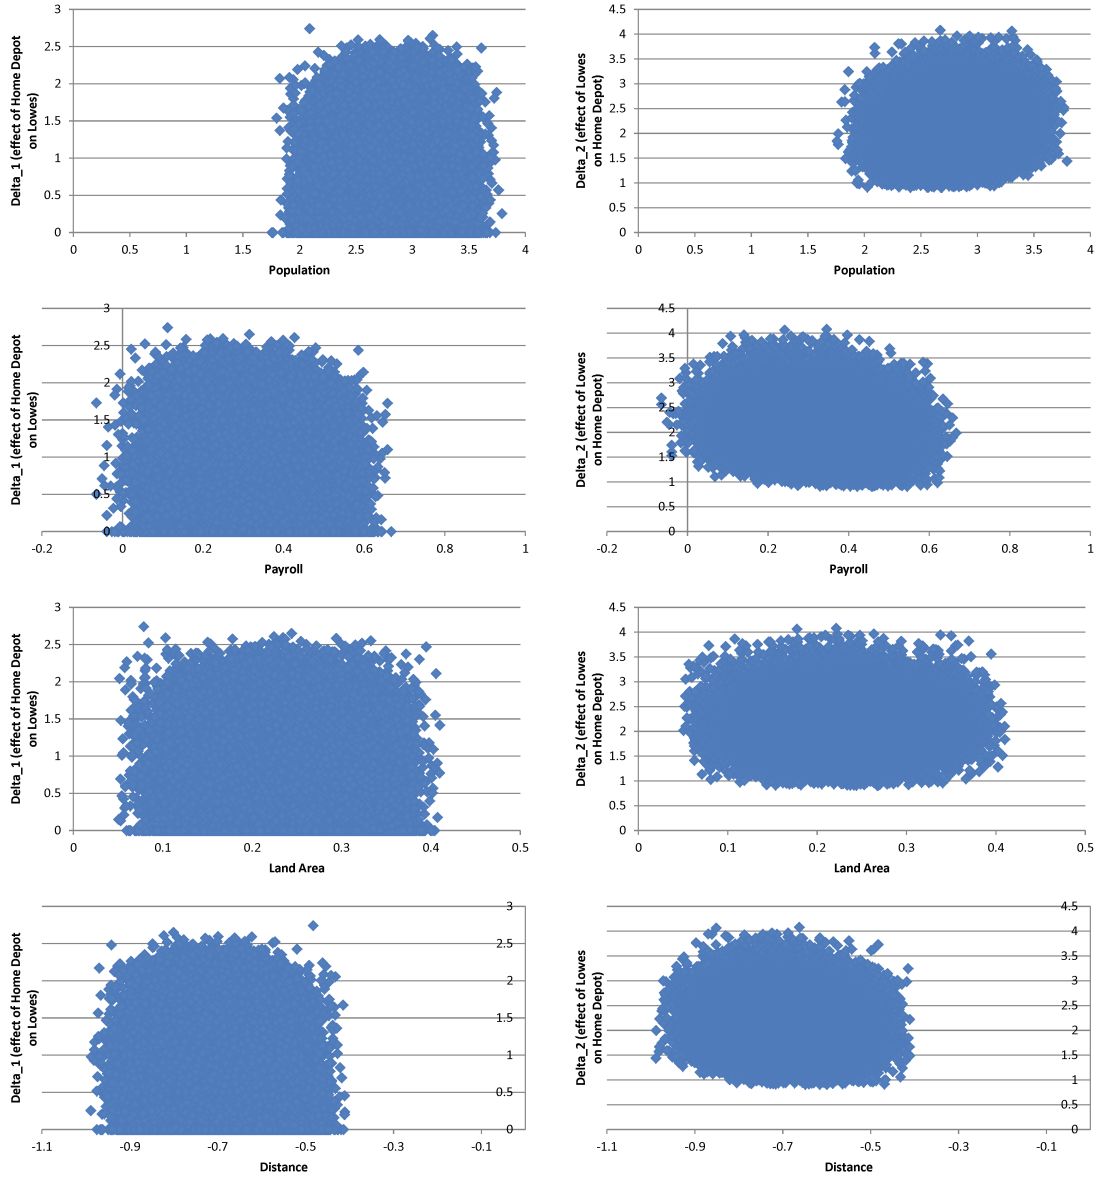 3
2.5
2
1.5
1
0.5
0
0 0.5 1 1.5 2 2.5 3 3.5 4
Population
Delta_1 (effect of Home Depot
on Lowes)
4.5
4
3.5
3
2.5
2
1.5
1
0.5
0
0 0.5 1 1.5 2 2.5 3 3.5 4
Population
Delta_2 (effect of Lowes
on Home Depot)
3
2.5
2
1.5
1
0.5
0
-0.2 0 0.2 0.4 0.6 0.8 1
Payroll
Delta_1 (effect of Home Depot
on Lowes)
4.5
4
3.5
3
2.5
2
1.5
1
0.5
0
-0.2 0 0.2 0.4 0.6 0.8 1
Payroll
Delta_2 (effect of Lowes
on Home Depot)
3
2.5
2
1.5
1
0.5
0
0 0.1 0.2 0.3 0.4 0.5
Land Area
Delta_1 (effect of Home Depot
on Lowes)
4.5
4
3.5
3
2.5
2
1.5
1
0.5
0
0 0.1 0.2 0.3 0.4 0.5
Land Area
Delta_2 (effect of Lowes
on Home Depot)
3
2.5
2
1.5
1
0.5
0
-1.1 -0.9 -0.7 -0.5 -0.3 -0.1
Distance
Delta_1 (effect of Home Depot
on Lowes)
4.5
4
3.5
3
2.5
2
1.5
1
0.5
0
-1.1 -0.9 -0.7 -0.5 -0.3 -0.1
Distance
Delta_2 (effect of Lowes
on Home Depot)